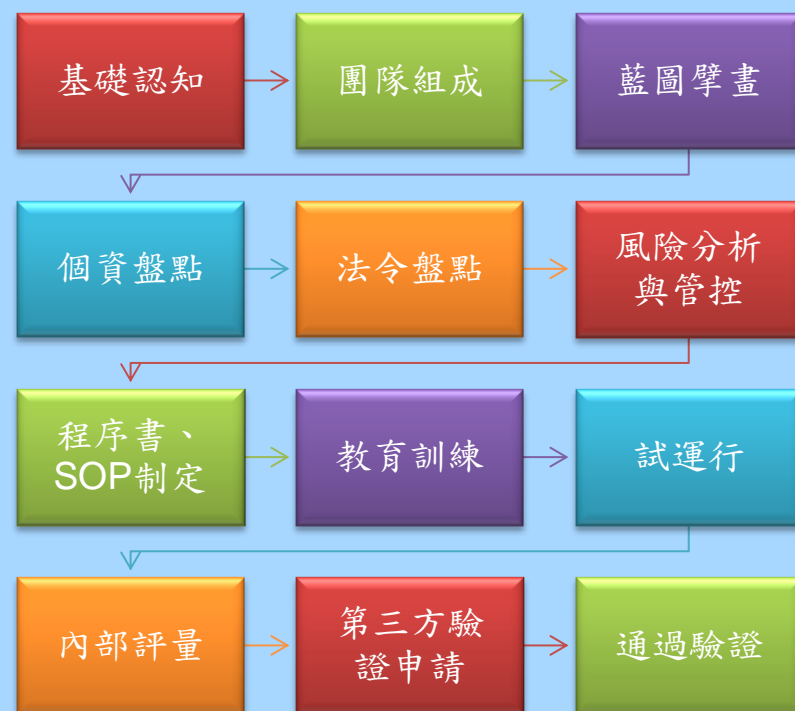 基礎認知
團隊組成
藍圖擘畫
個資盤點
法令盤點
風險分析
與管控
程序書、
SOP制定
教育訓練
試運行
內部評量
第三方驗
證申請
通過驗證